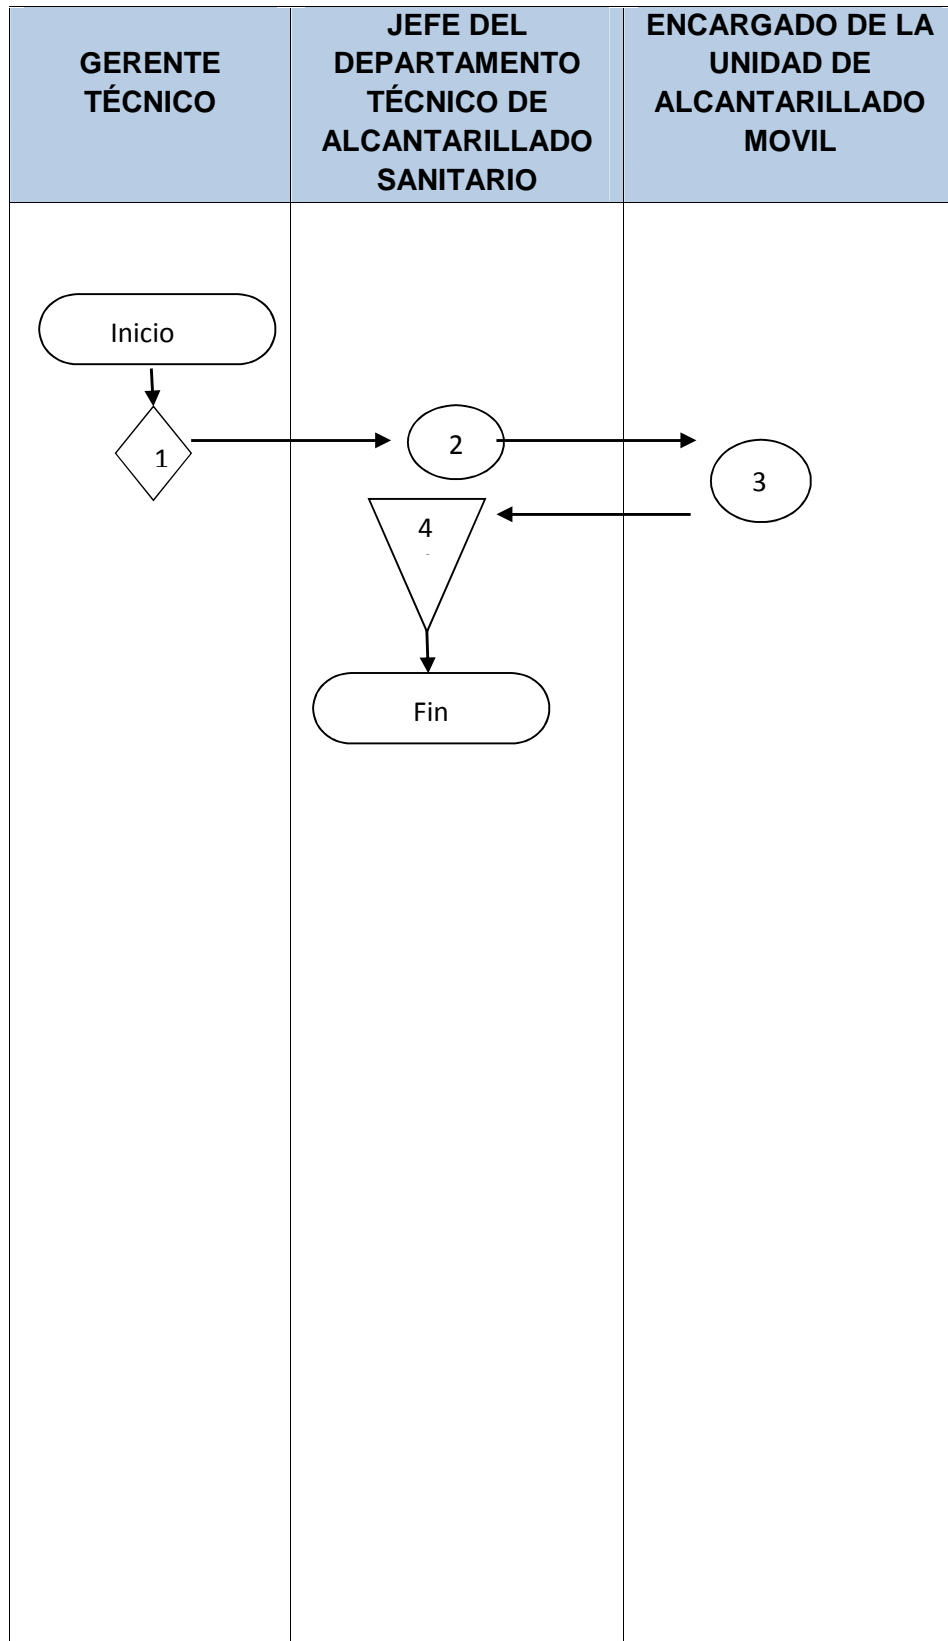 GERENTE
TÉCNICO
JEFE DEL
DEPARTAMENTO
TÉCNICO DE
ALCANTARILLADO
SANITARIO
ENCARGADO DE LA
UNIDAD DE
ALCANTARILLADO
MOVIL
Inicio
1
2
3
4
Fin